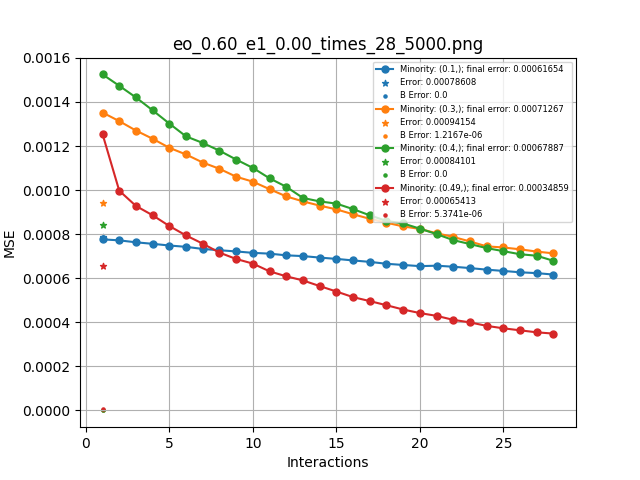 eo_0.60_e1_0.00_times_28_5000.png
Minority: (0.1,); final error: 0.00061654
Error: 0.00078608
B Error: 0.0
Minority: (0.3,); final error: 0.00071267
Error: 0.00094154
B Error: 1.2167e-06
Minority: (0.4,); final error: 0.00067887
Error: 0.00084101
B Error: 0.0
Minority: (0.49,); final error: 0.00034859
Error: 0.00065413
B Error: 5.3741e-06
0.0016
0.0014
0.0012
0.0010
0.0008
0.0006
0.0004
0.0002
0.0000
MSE
0 5 10 15 20 25
Interactions